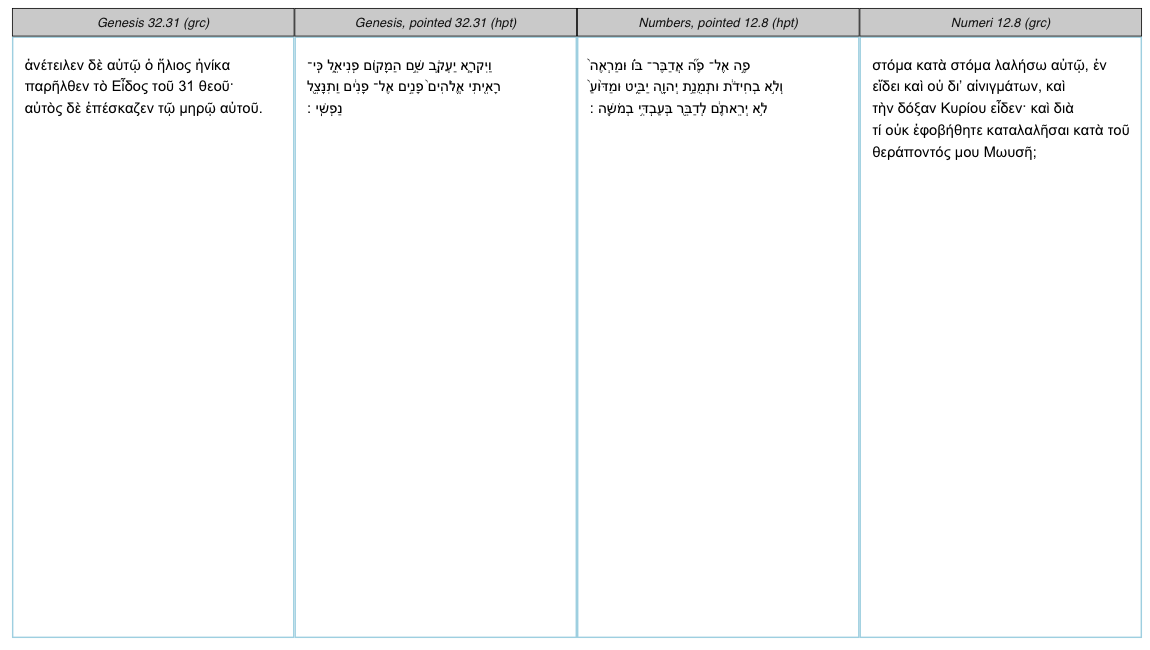 Genesis 32.31 (grc)
ἀνέτειλεν δὲ αὐτῷ ὁ ἥλιος ἡνίκα
παρῆλθεν τὸ Εἶδος τοῦ 31 θεοῦ·
αὐτὸς δὲ ἐπέσκαζεν τῷ μηρῷ αὐτοῦ.
Genesis, pointed 32.31 (hpt)
וַיִּקְרָ֧א יַעֲקֹ֛ב שֵׁ֥ם הַמָּק֖וֹם פְּנִיאֵ֑ל כִּֽי־
רָאִ֤יתִי אֱלֹהִים֙ פָּנִ֣ים אֶל־ פָּנִ֔ים וַתִּנָּצֵ֖ל
נַפְשִֽׁי ׃
Numbers, pointed 12.8 (hpt)
פֶּ֣ה אֶל־ פֶּ֞ה אֲדַבֶּר־ בּ֗וֹ וּמַרְאֶה֙
וְלֹ֣א בְחִידֹ֔ת וּתְמֻנַ֥ת יְהוָ֖ה יַבִּ֑יט וּמַדּ֙וּעַ֙
לֹ֣א יְרֵאתֶ֔ם לְדַבֵּ֖ר בְּעַבְדִּ֥י בְמֹשֶֽׁה ׃
Numeri 12.8 (grc)
στόμα κατὰ στόμα λαλήσω αὐτῷ, ἐν
εἴδει καὶ οὐ δι’ αἰνιγμάτων, καὶ
τὴν δόξαν Κυρίου εἶδεν· καὶ διὰ
τί οὐκ ἐφοβήθητε καταλαλῆσαι κατὰ τοῦ
θεράποντός μου Μωυσῆ;